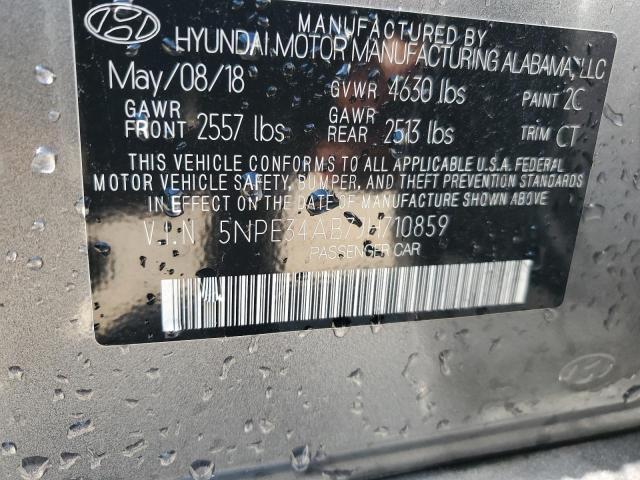 MANUFACTURED BY
HYUNDAI MOTOR MANUFACTURING ALABAMA, LLC
May/08/18 GVWR 4630 lbs PAINT 2C
GAWR FRONT 2557 lbs GAWR REAR 2513 lbs TRIM CT
THIS VEHICLE CONFORMS TO ALL APPLICABLE U.S.A. FEDERAL
MOTOR VEHICLE SAFETY, BUMPER, AND THEFT PREVENTION STANDARDS
IN EFFECT ON THE DATE OF MANUFACTURE SHOWN ABOVE.
V.I.N 5NPE34AB7JH710859
PASSENGER CAR